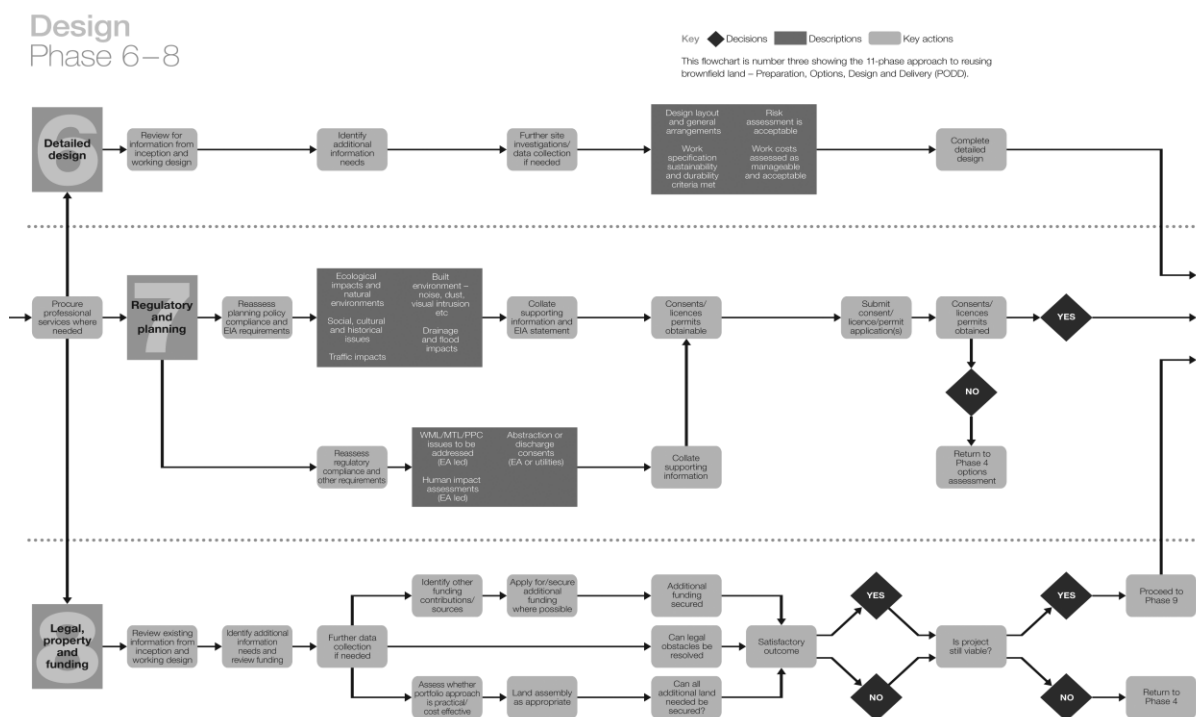 Design
Phase 6–8
Key
Decisions
Descriptions
Key actions
This flowchart is number three showing the 11-phase approach to reusing
brownfield land – Preparation, Options, Design and Delivery (PODD).
6
Detailed
design
Review for
information from
inception and
working design
Identify
additional
information
needs
Further site
investigations/
data collection
if needed
Design layout
and general
arrangements
Work
specification
sustainability
and durability
criteria met
Risk
assessment is
acceptable
Work costs
assessed as
manageable
and acceptable
Complete
detailed
design
Procure
professional
services where
needed
7
Regulatory
and
planning
Reassess
planning policy
compliance and
EIA requirements
Ecological
impacts and
natural
environments
Social, cultural
and historical
issues
Traffic impacts
Built
environment –
noise, dust,
visual intrusion
etc
Drainage
and flood
impacts
Collate
supporting
information and
EIA statement
Consents/
licences
permits
obtainable
Submit
consent/
licence/permit
application(s)
Consents/
licences
permits
obtained
YES
NO
Return to
Phase 4
options
assessment
Reassess
regulatory
compliance and
other requirements
WML/MTL/PPC
issues to be
addressed
(EA led)
Human impact
assessments
(EA led)
Abstraction or
discharge
consents
(EA or utilities)
Collate
supporting
information
8
Legal,
property
and
funding
Review existing
information from
inception and
working design
Identify additional
information
needs and
review funding
Further data
collection
if needed
Identify other
funding
contributions/
sources
Apply for/secure
additional
funding
where possible
Additional
funding
secured
Can legal
obstacles be
resolved
Assess whether
portfolio approach
is practical/
cost effective
Land assembly
as appropriate
Can all
additional land
needed be
secured?
Satisfactory
outcome
YES
NO
Is project
still viable?
YES
NO
Proceed to
Phase 9
Return to
Phase 4